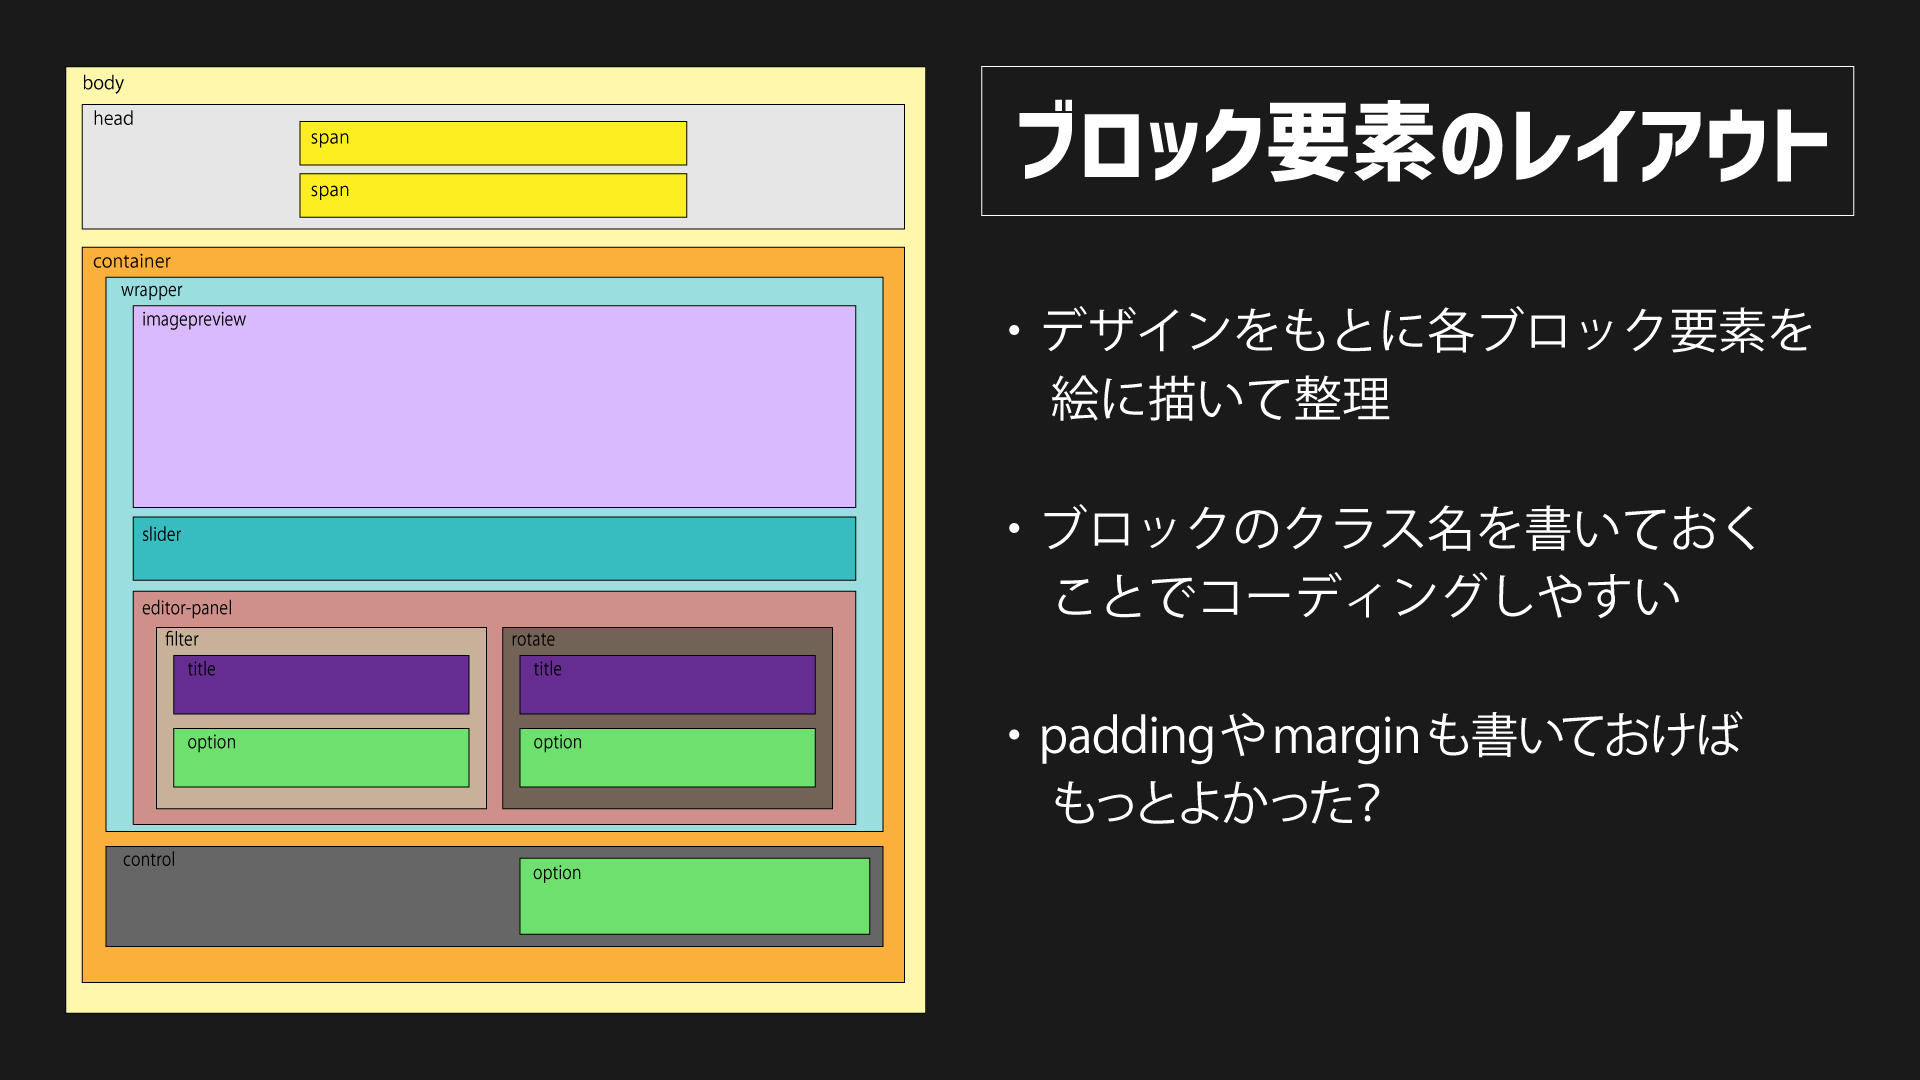 body
head
span
span
container
wrapper
imagepreview
slider
editor-panel
filter
title
option
rotate
title
option
control
option
ブロック要素のレイアウト
・デザインをもとに各ブロック要素を
絵に描いて整理
・ブロックのクラス名を書いておく
ことでコーディングしやすい
・paddingやmarginも書いておけば
もっとよかった？